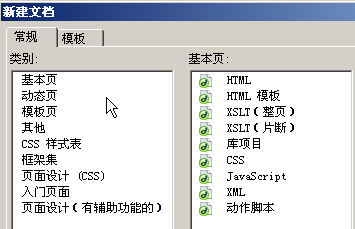 新建文档
常规 模板
类别:
基本页
动态页
模板页
其他
CSS 样式表
框架集
页面设计 (CSS)
入门页面
页面设计(有辅助功能的)
基本页:
HTML
HTML 模板
XSLT(整页)
XSLT(片断)
库项目
CSS
JavaScript
XML
动作脚本